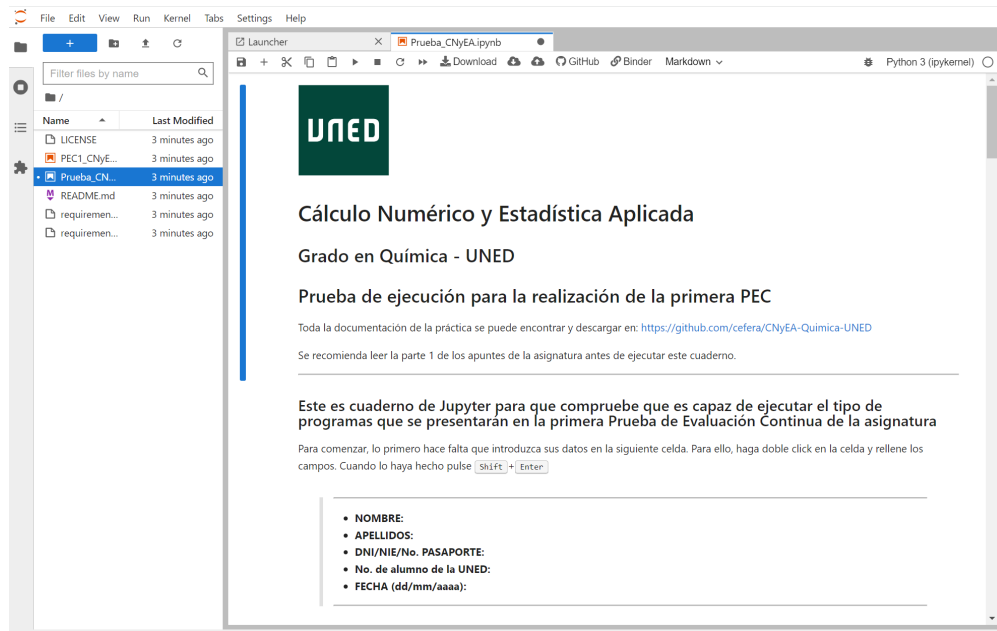 File Edit View Run Kernel Tabs Settings Help
Launcher
Prueba_CNyEA.ipynb
Download GitHub Binder Markdown Python 3 (ipykernel)
Filter files by name
/
Name Last Modified
LICENSE 3 minutes ago
PEC1_CNyE... 3 minutes ago
Prueba_CN... 3 minutes ago
README.md 3 minutes ago
requiremen... 3 minutes ago
requiremen... 3 minutes ago
UNED
Cálculo Numérico y Estadística Aplicada
Grado en Química - UNED
Prueba de ejecución para la realización de la primera PEC
Toda la documentación de la práctica se puede encontrar y descargar en: https://github.com/cefera/CNyEA-Quimica-UNED
Se recomienda leer la parte 1 de los apuntes de la asignatura antes de ejecutar este cuaderno.
Este es cuaderno de Jupyter para que compruebe que es capaz de ejecutar el tipo de
programas que se presentarán en la primera Prueba de Evaluación Continua de la asignatura
Para comenzar, lo primero hace falta que introduzca sus datos en la siguiente celda. Para ello, haga doble click en la celda y rellene los
campos. Cuando lo haya hecho pulse Shift + Enter
• NOMBRE:
• APELLIDOS:
• DNI/NIE/No. PASAPORTE:
• No. de alumno de la UNED:
• FECHA (dd/mm/aaaa):